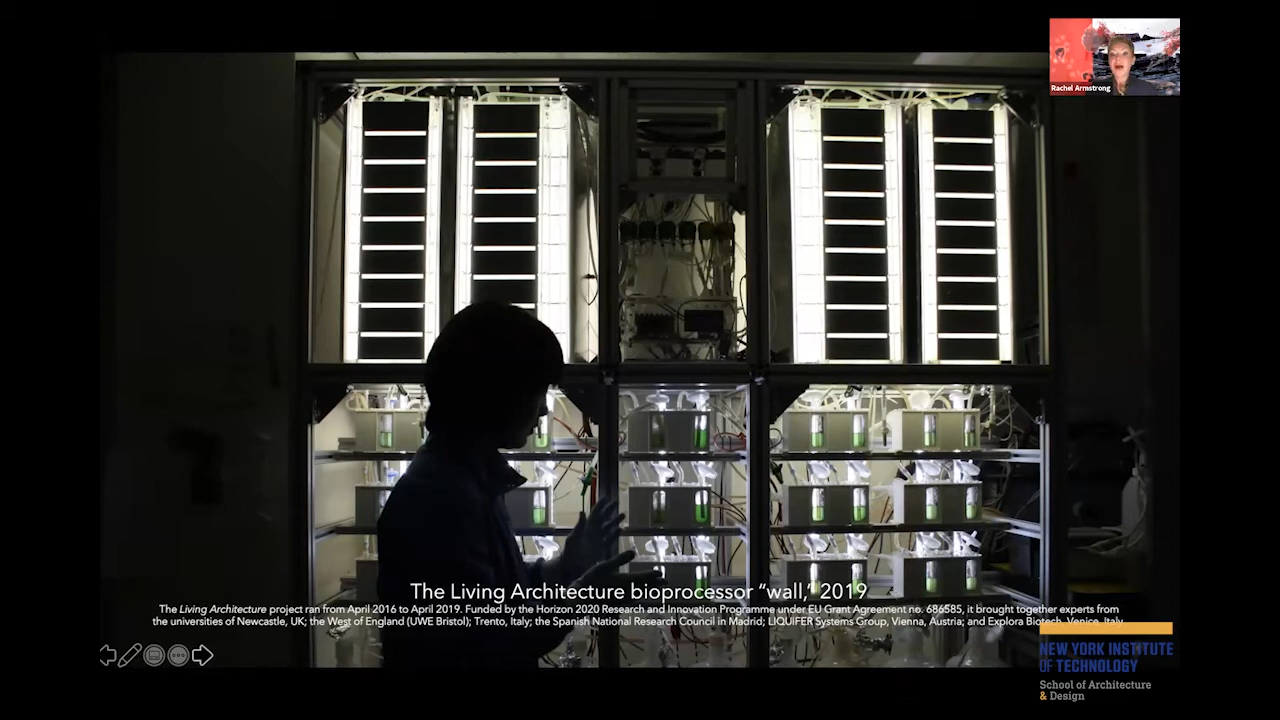 Rachel Armstrong
The Living Architecture bioprocessor “wall,” 2019
The Living Architecture project ran from April 2016 to April 2019. Funded by the Horizon 2020 Research and Innovation Programme under EU Grant Agreement no. 686585, it brought together experts from
the universities of Newcastle, UK; the West of England (UWE Bristol); Trento, Italy; the Spanish National Research Council in Madrid; LIQUIFER Systems Group, Vienna, Austria; and Explora Biotech, Venice, Italy.
NEW YORK INSTITUTE
OF TECHNOLOGY
School of Architecture
& Design